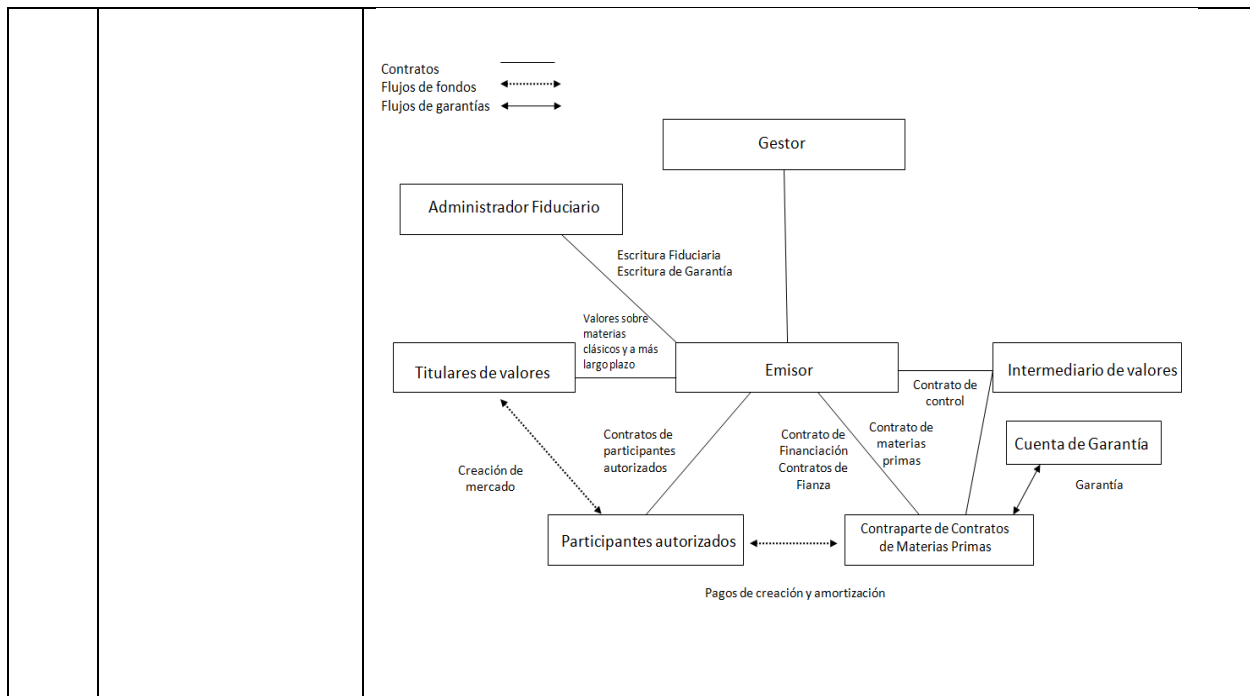 Contratos
Flujos de fondos
Flujos de garantías
Gestor
Administrador Fiduciario
Escritura Fiduciaria
Escritura de Garantía
Valores sobre
materias
clásicos y a más
largo plazo
Titulares de valores
Emisor
Intermediario de valores
Contrato de
control
Contratos de
participantes
autorizados
Contrato de
Financiación
Contratos de
Fianza
Contrato de
materias
primas
Cuenta de Garantía
Creación de
mercado
Garantía
Participantes autorizados
Contraparte de Contratos
de Materias Primas
Pagos de creación y amortización